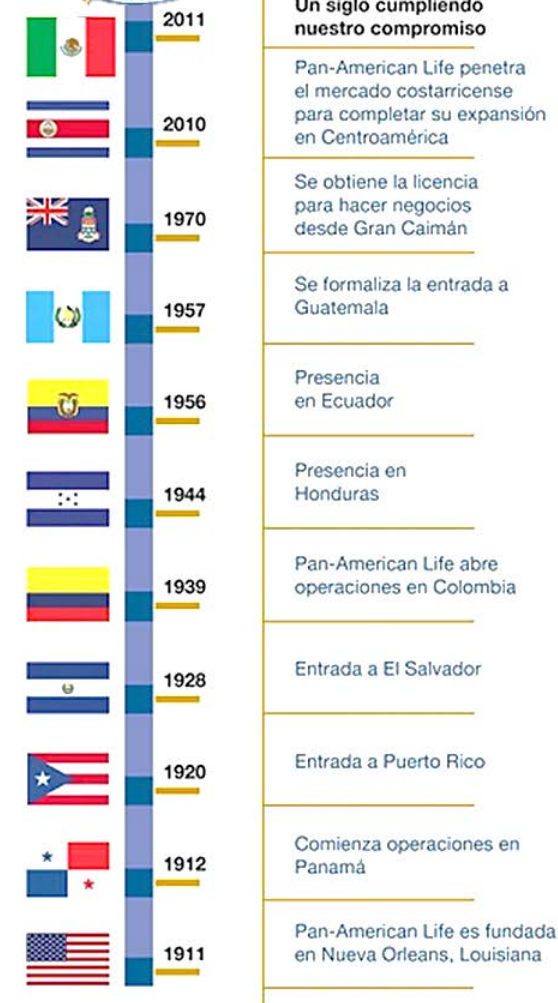 2011
Un siglo cumpliendo
nuestro compromiso
2010
Pan-American Life penetra
el mercado costarricense
para completar su expansión
en Centroamérica
1970
Se obtiene la licencia
para hacer negocios
desde Gran Caimán
1957
Se formaliza la entrada a
Guatemala
1956
Presencia
en Ecuador
1944
Presencia en
Honduras
1939
Pan-American Life abre
operaciones en Colombia
1928
Entrada a El Salvador
1920
Entrada a Puerto Rico
1912
Comienza operaciones en
Panamá
1911
Pan-American Life es fundada
en Nueva Orleans, Louisiana